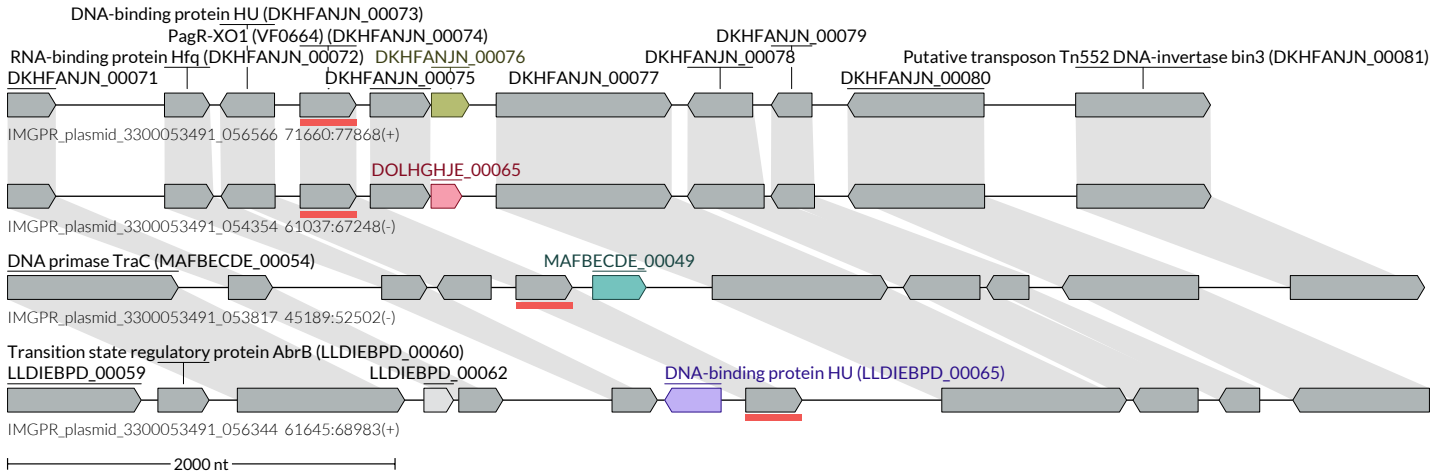 DNA-binding protein HU (DKHFANJN_00073)
PagR-XO1 (VF0664) (DKHFANJN_00074)
DKHFANJN_00079
RNA-binding protein Hfq (DKHFANJN_00072)
DKHFANJN_00076
DKHFANJN_00078
Putative transposon Tn552 DNA-invertase bin3 (DKHFANJN_00081)
DKHFANJN_00071
DKHFANJN_00075
DKHFANJN_00077
DKHFANJN_00080
IMGPR_plasmid_3300053491_056566 71660:77868(+)
DOLHGHJE_00065
IMGPR_plasmid_3300053491_054354 61037:67248(-)
DNA primase TraC (MAFBECDE_00054)
MAFBECDE_00049
IMGPR_plasmid_3300053491_053817 45189:52502(-)
Transition state regulatory protein AbrB (LLDIEBPD_00060)
LLDIEBPD_00059
LLDIEBPD_00062
DNA-binding protein HU (LLDIEBPD_00065)
IMGPR_plasmid_3300053491_056344 61645:68983(+)
2000 nt